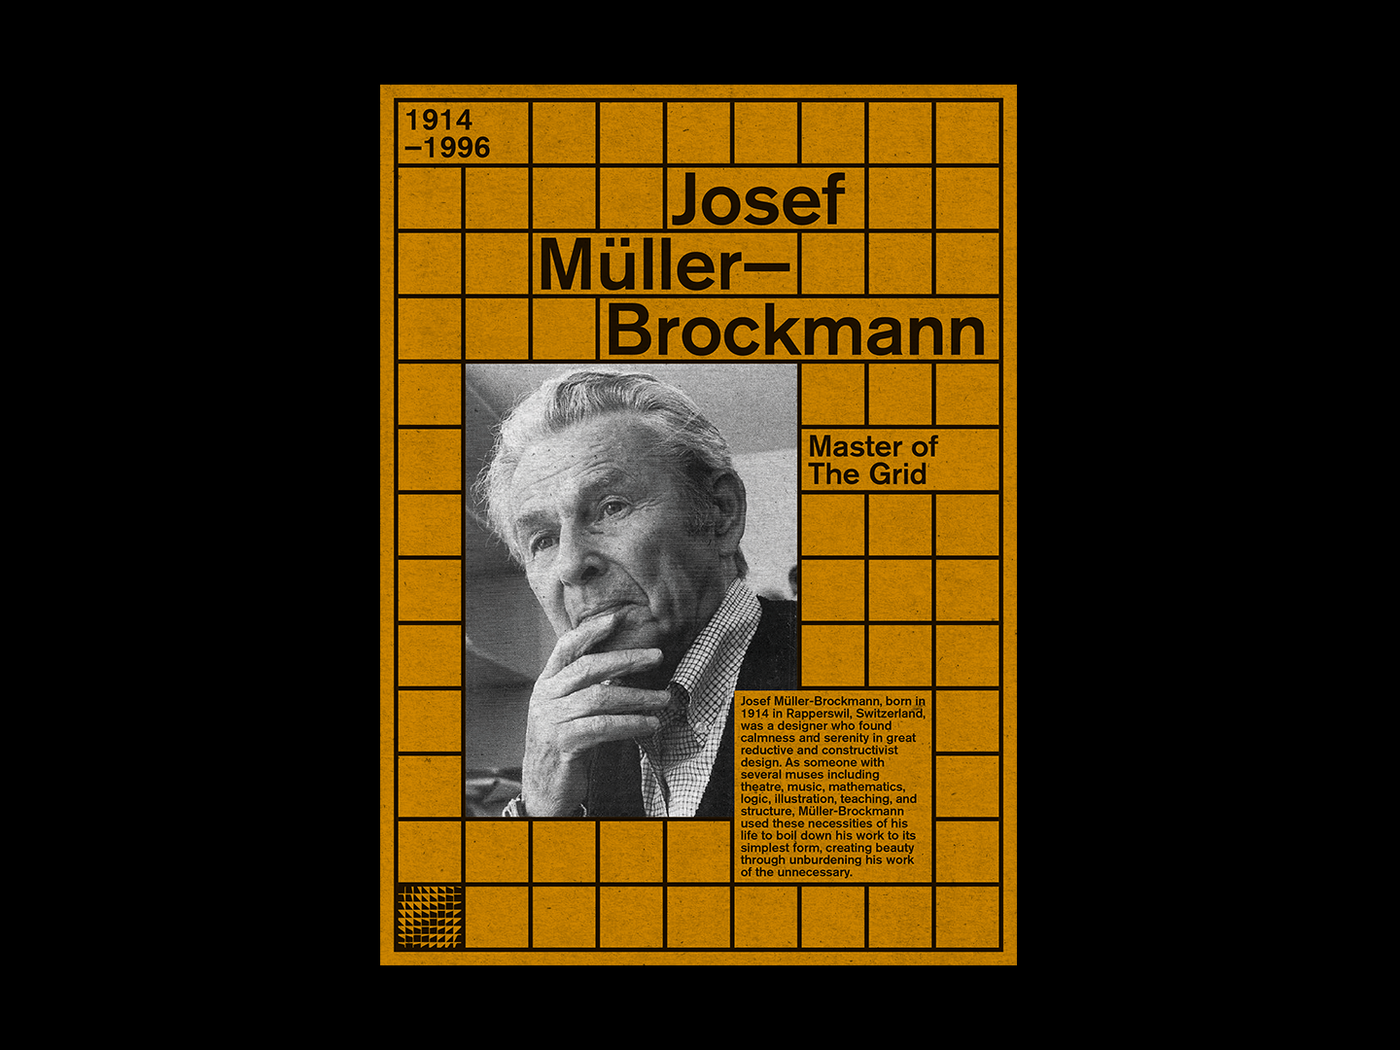 1914
–1996
Josef
Müller–
Brockmann
Master of
The Grid
Josef Müller-Brockmann, born in
1914 in Rapperswil, Switzerland,
was a designer who found
calmness and serenity in great
reductive and constructivist
design. As someone with
several muses including
theatre, music, mathematics,
logic, illustration, teaching, and
structure, Müller-Brockmann
used these necessities of his
life to boil down his work to its
simplest form, creating beauty
through unburdening his work
of the unnecessary.